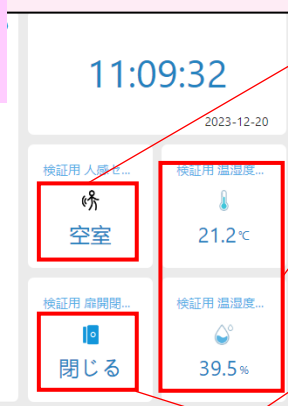 11:09:32
2023-12-20
検証用 人感セ...
空室
検証用 温湿度...
21.2℃
検証用 扉開閉...
閉じる
検証用 温湿度...
39.5%